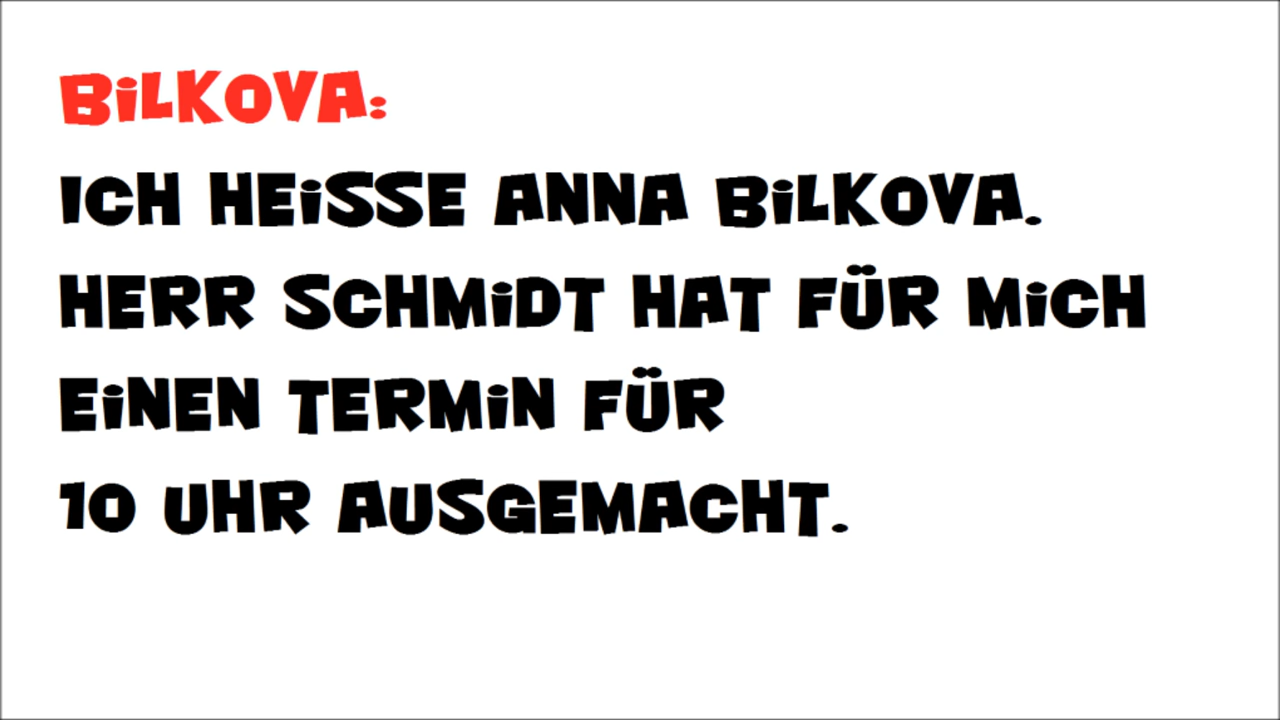 BiLKOVA:
ICH HEiSSE ANNA BiLKOVA.
HERR SCHMiDT HAT FÜR MiCH
EiNEN TERMiN FÜR
10 UHR AUSGEMACHT.